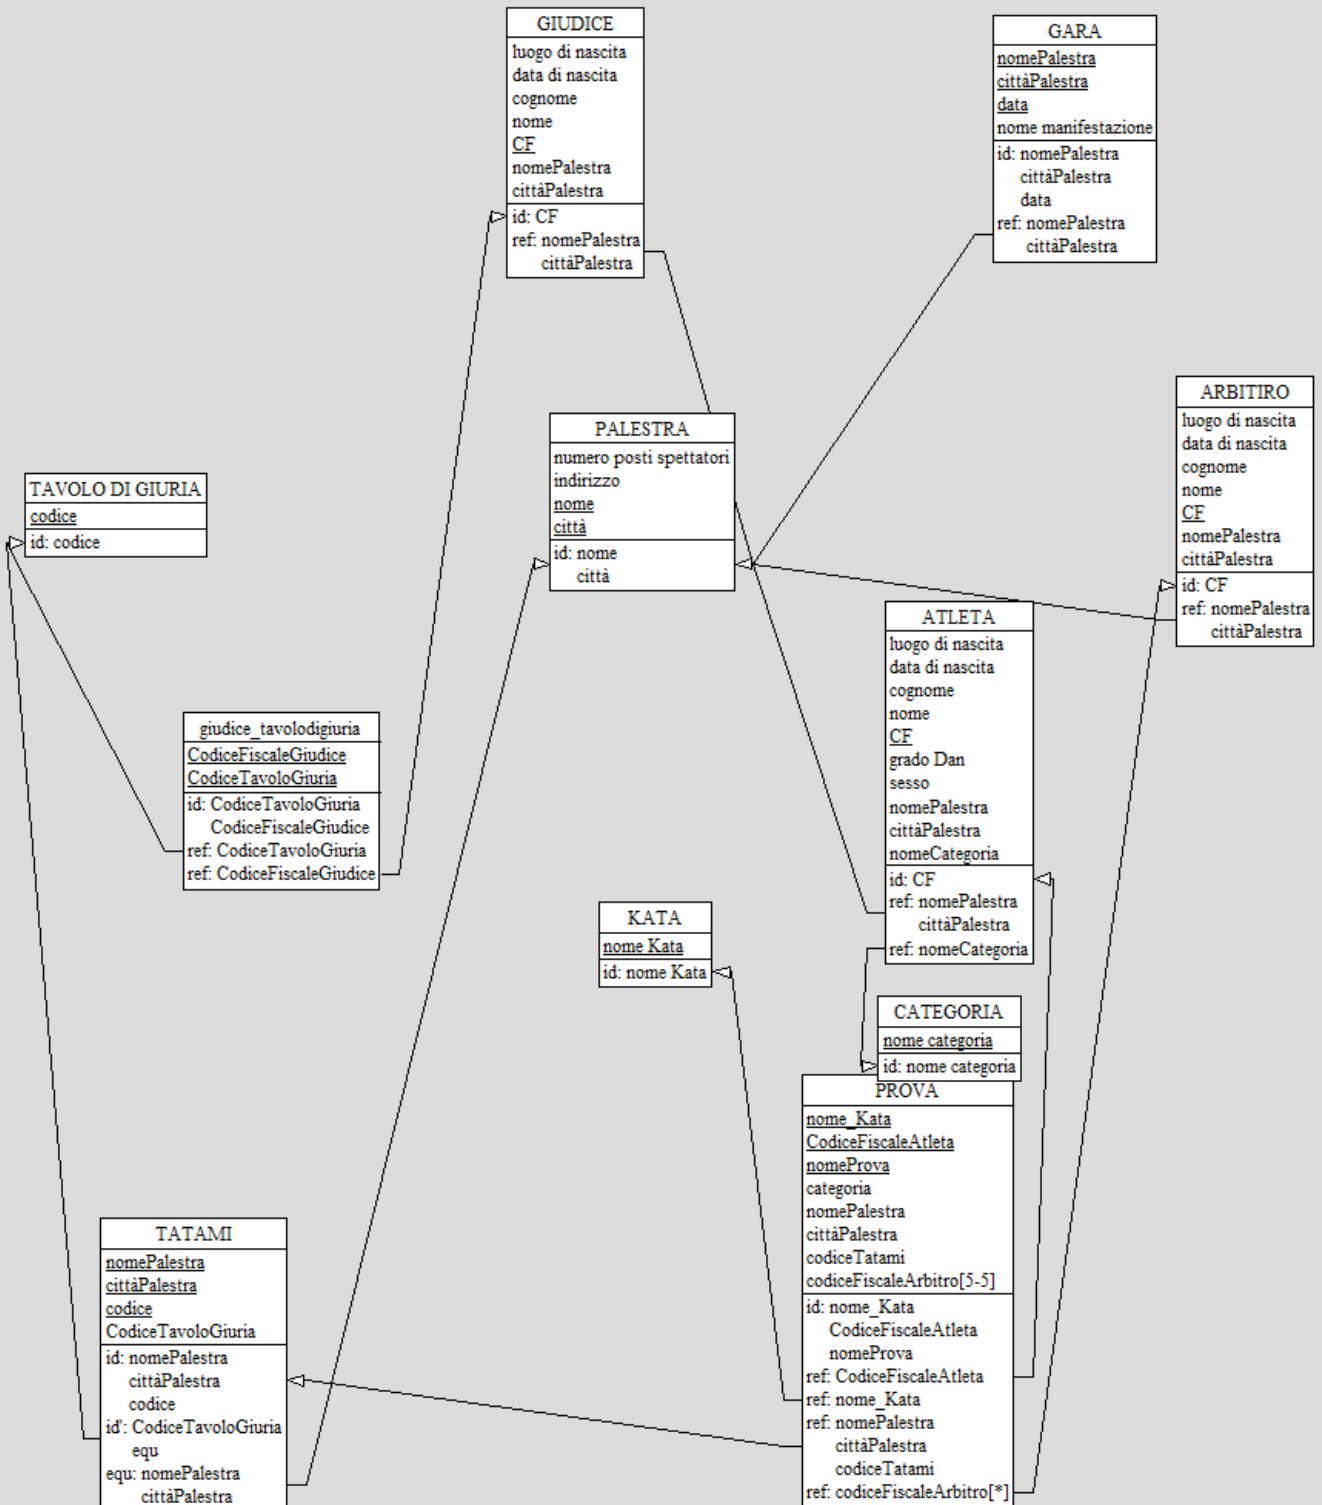 GIUDICE
luogo di nascita
data di nascita
cognome
nome
CF
nomePalestra
cittàPalestra
id: CF
ref: nomePalestra
cittàPalestra
GARA
nomePalestra
cittàPalestra
data
nome manifestazione
id: nomePalestra
cittàPalestra
data
ref: nomePalestra
cittàPalestra
ARBITIRO
luogo di nascita
data di nascita
cognome
nome
CF
nomePalestra
cittàPalestra
id: CF
ref: nomePalestra
cittàPalestra
PALESTRA
numero posti spettatori
indirizzo
nome
città
id: nome
città
TAVOLO DI GIURIA
codice
id: codice
ATLETA
luogo di nascita
data di nascita
cognome
nome
CF
grado Dan
sesso
nomePalestra
cittàPalestra
nomeCategoria
id: CF
ref: nomePalestra
cittàPalestra
ref: nomeCategoria
giudice_tavolodigiuria
CodiceFiscaleGiudice
CodiceTavoloGiuria
id: CodiceTavoloGiuria
CodiceFiscaleGiudice
ref: CodiceTavoloGiuria
ref: CodiceFiscaleGiudice
KATA
nome Kata
id: nome Kata
CATEGORIA
nome categoria
id: nome categoria
PROVA
nome_Kata
CodiceFiscaleAtleta
nomeProva
categoria
nomePalestra
cittàPalestra
codiceTatami
codiceFiscaleArbitro[5-5]
id: nome_Kata
CodiceFiscaleAtleta
nomeProva
ref: CodiceFiscaleAtleta
ref: nome_Kata
ref: nomePalestra
cittàPalestra
codiceTatami
ref: codiceFiscaleArbitro[*]
TATAMI
nomePalestra
cittàPalestra
codice
CodiceTavoloGiuria
id: nomePalestra
cittàPalestra
codice
id': CodiceTavoloGiuria
equ
equ: nomePalestra
cittàPalestra